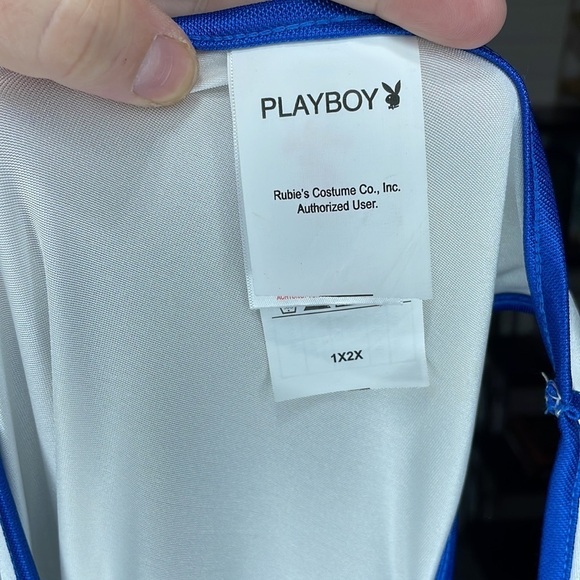 PLAYBOY
Rubie's Costume Co., Inc.
Authorized User.
1X2X